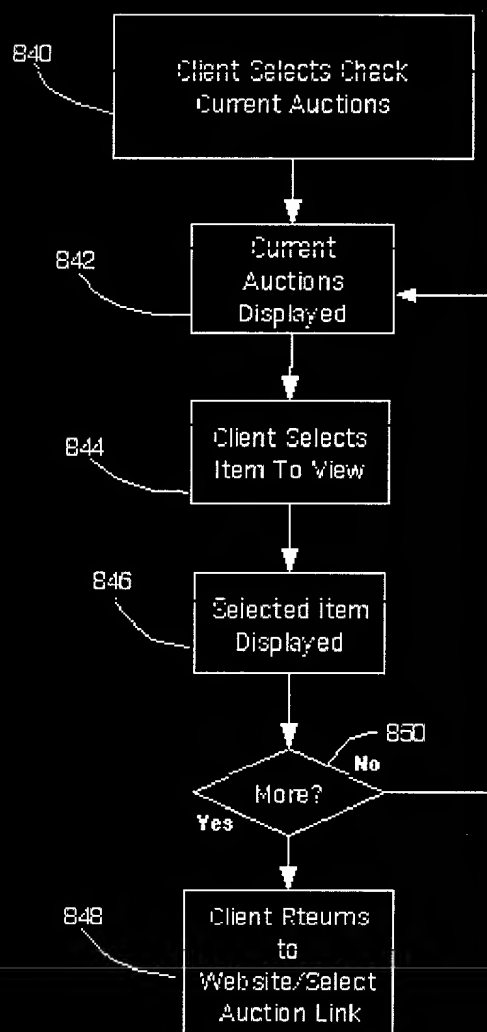 840
Client Selects Check
Current Auctions
842
Current
Auctions
Displayed
844
Client Selects
Item To View
846
Selected item
Displayed
850
No
More?
Yes
848
Client Rteurns
to
Website/Select
Auction Link